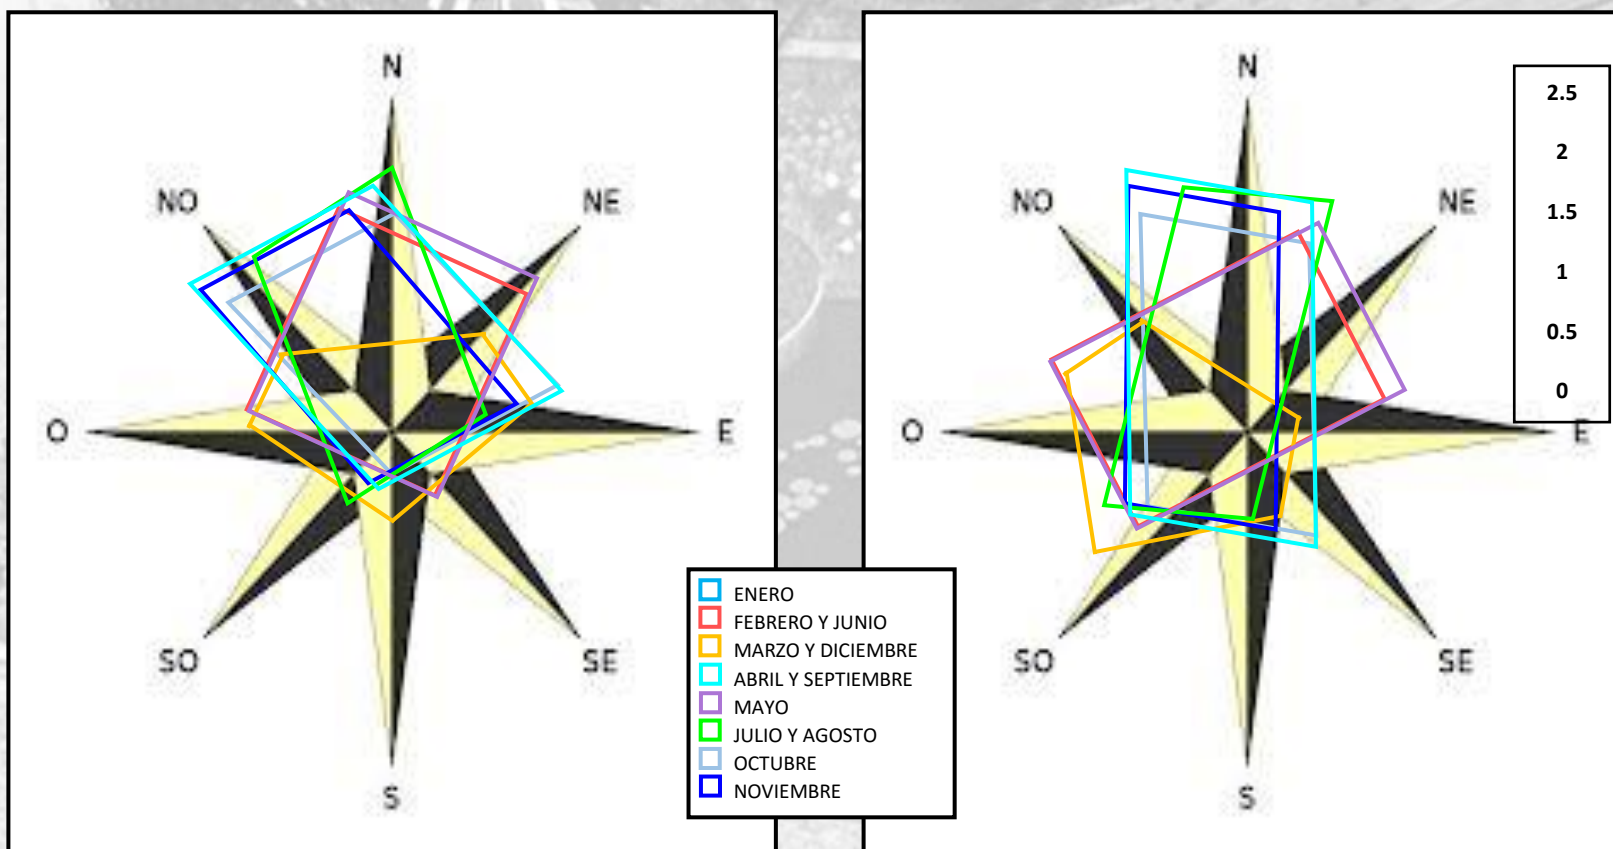 N
NO
NE
O
E
SO
SE
S
N
NO
NE
O
E
SO
SE
S
2.5
2
1.5
1
0.5
0
ENERO
FEBRERO Y JUNIO
MARZO Y DICIEMBRE
ABRIL Y SEPTIEMBRE
MAYO
JULIO Y AGOSTO
OCTUBRE
NOVIEMBRE